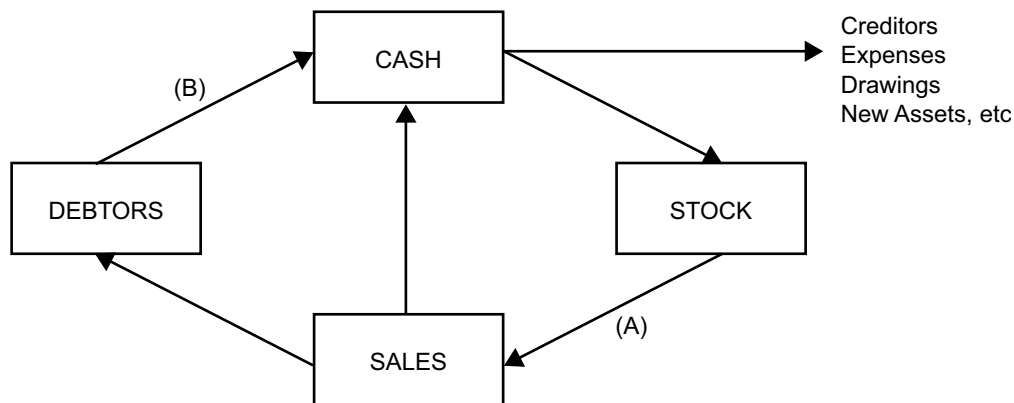 CASH
Creditors
Expenses
Drawings
New Assets, etc
(B)
DEBTORS
STOCK
(A)
SALES